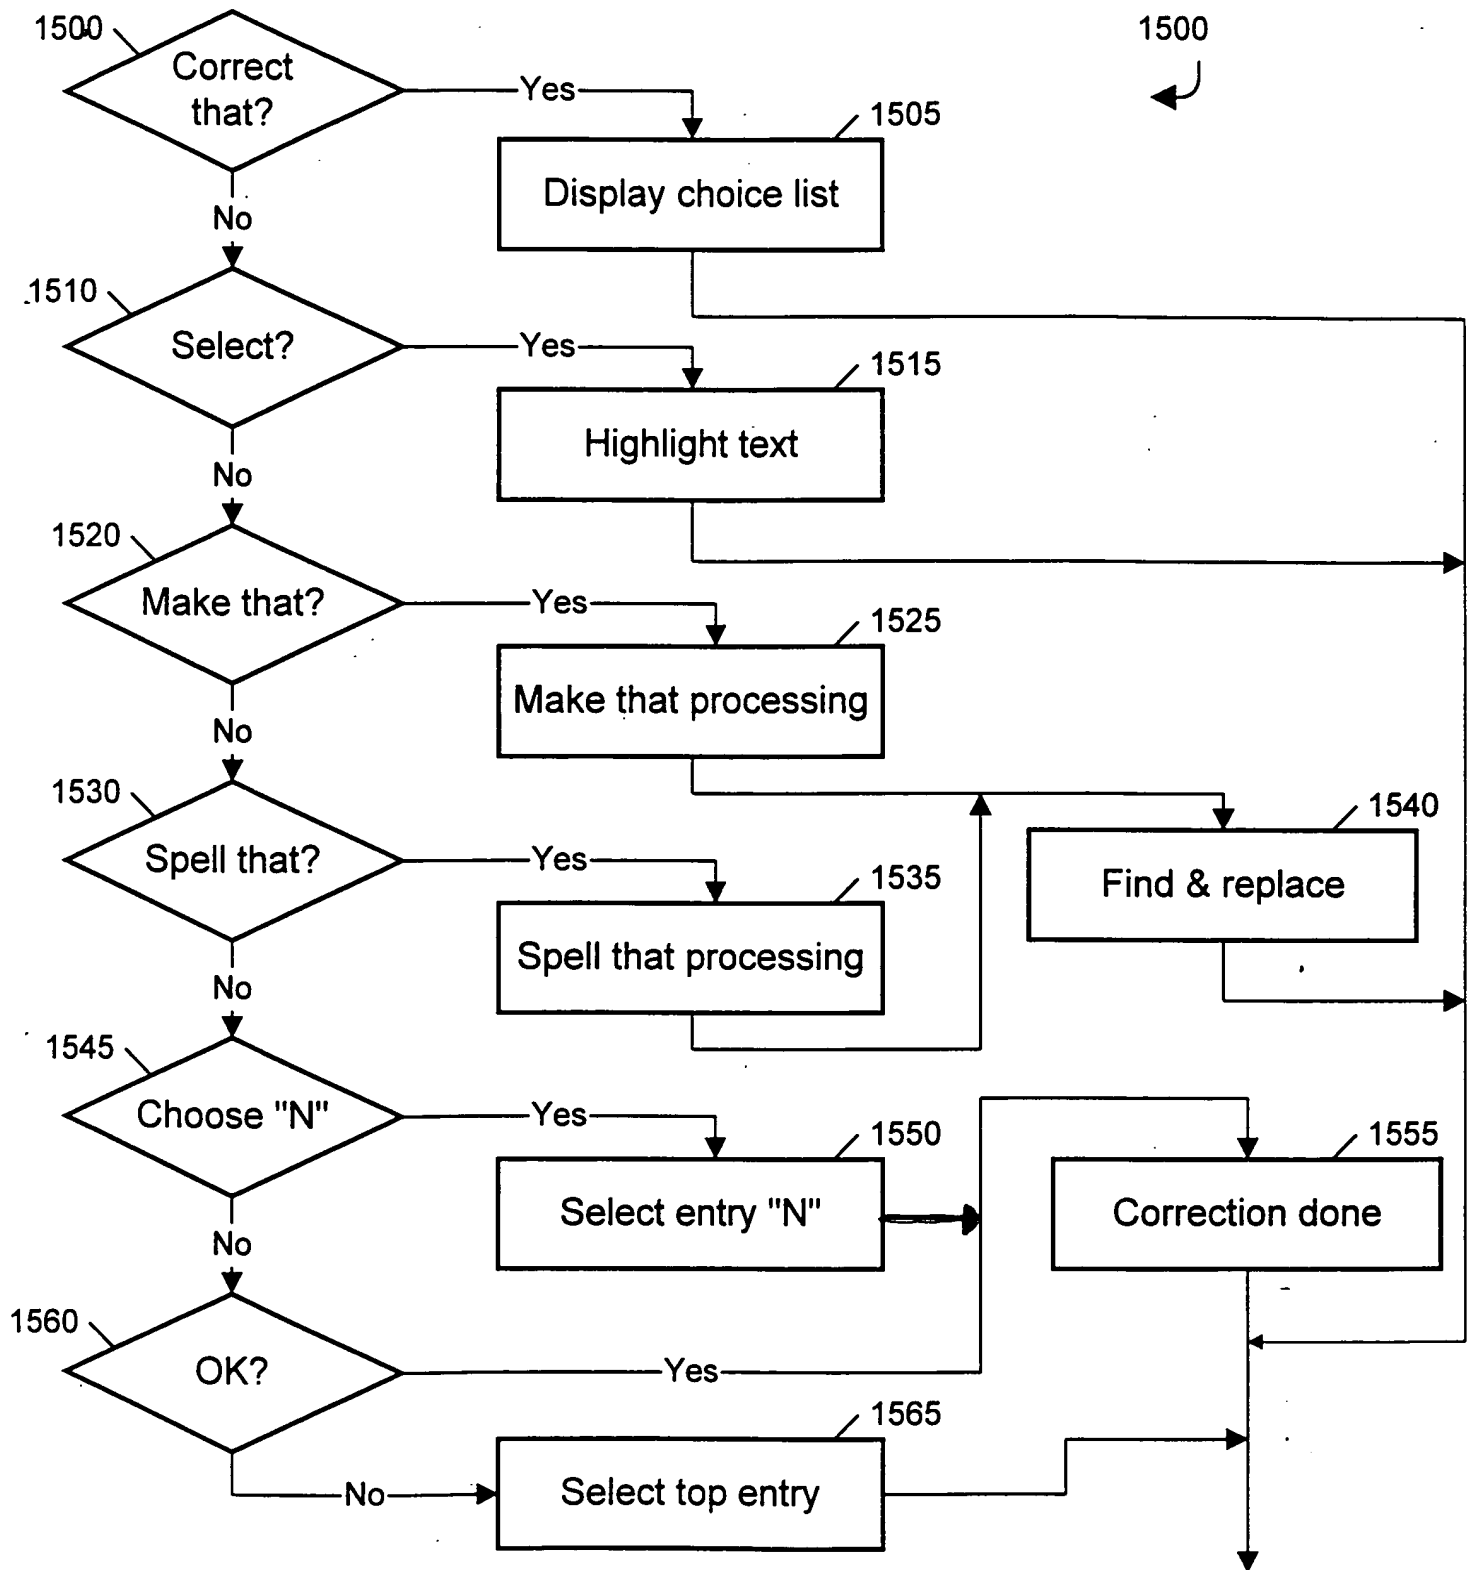 1500
1500
Correct
that?
Yes
1505
Display choice list
No
1510
Select?
Yes
1515
Highlight text
No
1520
Make that?
Yes
1525
Make that processing
No
1530
Spell that?
Yes
1535
Spell that processing
1540
Find & replace
No
1545
Choose "N"
Yes
1550
Select entry "N"
1555
Correction done
No
1560
OK?
Yes
1565
No
Select top entry